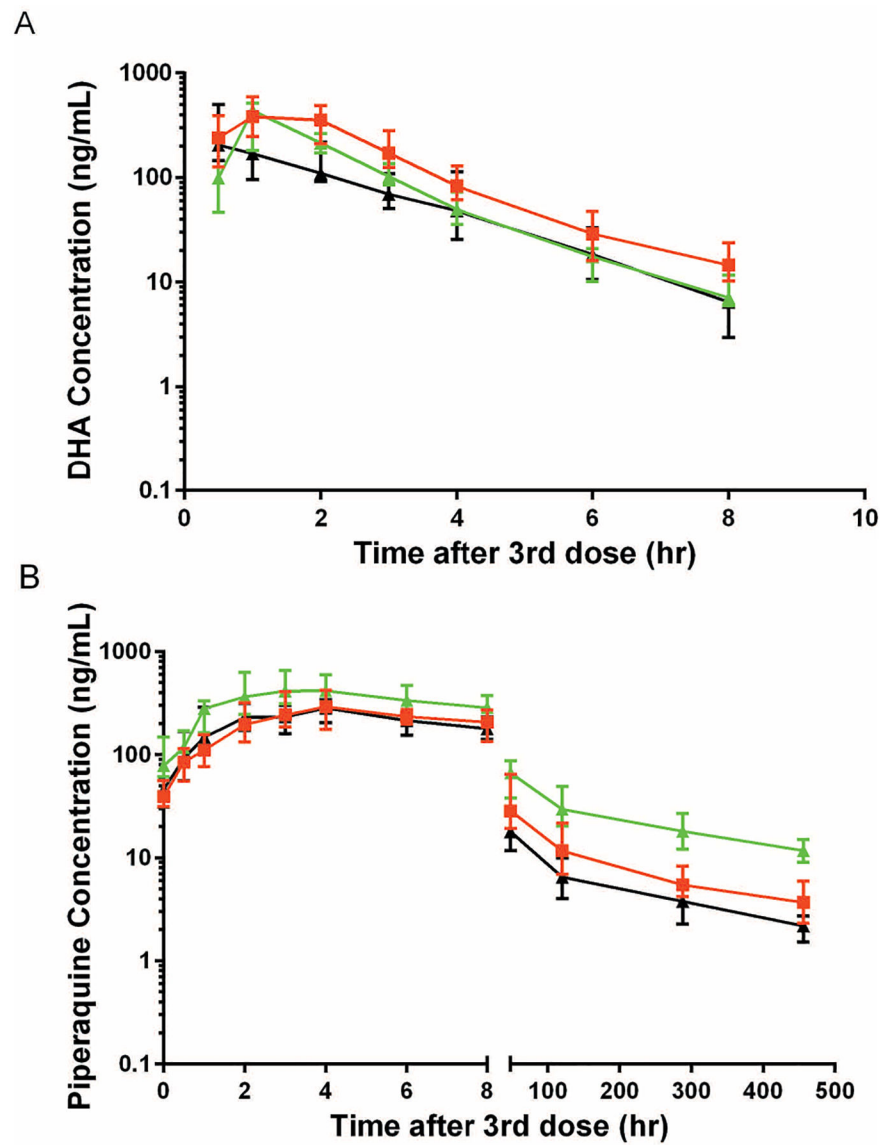 A
DHA Concentration (ng/mL)
1000
100
10
1
0.1
0 2 4 6 8 10
Time after 3rd dose (hr)
B
Piperaquine Concentration (ng/mL)
1000
100
10
1
0.1
0 2 4 6 8 100 200 300 400 500
Time after 3rd dose (hr)